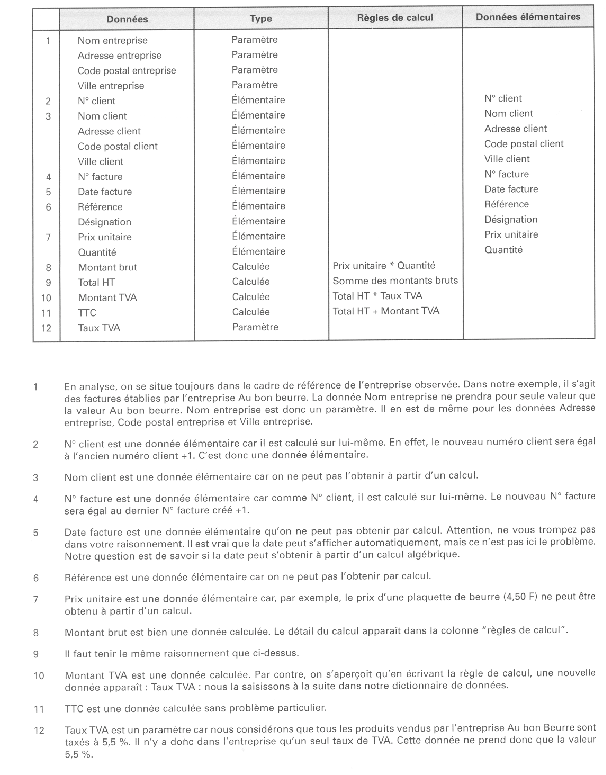 Données Type Règles de calcul Données élémentaires
1 Nom entreprise Paramètre
Adresse entreprise Paramètre
Code postal entreprise Paramètre
Ville entreprise Paramètre
2 N° client Élémentaire N° client
3 Nom client Élémentaire Nom client
Adresse client Élémentaire Adresse client
Code postal client Élémentaire Code postal client
Ville client Élémentaire Ville client
4 N° facture Élémentaire N° facture
5 Date facture Élémentaire Date facture
6 Référence Élémentaire Référence
Désignation Élémentaire Désignation
7 Prix unitaire Élémentaire Prix unitaire
Quantité Élémentaire Quantité
8 Montant brut Calculée Prix unitaire * Quantité
9 Total HT Calculée Somme des montants bruts
10 Montant TVA Calculée Total HT * Taux TVA
11 TTC Calculée Total HT + Montant TVA
12 Taux TVA Paramètre
1 En analyse, on se situe toujours dans le cadre de référence de l'entreprise observée. Dans notre exemple, il s'agit
des factures établies par l'entreprise Au bon beurre. La donnée Nom entreprise ne prendra pour seule valeur que
la valeur Au bon beurre. Nom entreprise est donc un paramètre. Il en est de même pour les données Adresse
entreprise, Code postal entreprise et Ville entreprise.
2 N° client est une donnée élémentaire car il est calculé sur lui-même. En effet, le nouveau numéro client sera égal
à l'ancien numéro client +1. C'est donc une donnée élémentaire.
3 Nom client est une donnée élémentaire car on ne peut pas l'obtenir à partir d'un calcul.
4 N° facture est une donnée élémentaire car comme N° client, il est calculé sur lui-même. Le nouveau N° facture
sera égal au dernier N° facture créé +1.
5 Date facture est une donnée élémentaire qu'on ne peut pas obtenir par calcul. Attention, ne vous trompez pas
dans votre raisonnement. Il est vrai que la date peut s'afficher automatiquement, mais ce n'est pas ici le problème.
Notre question est de savoir si la date peut s'obtenir à partir d'un calcul algébrique.
6 Référence est une donnée élémentaire car on ne peut pas l'obtenir par calcul.
7 Prix unitaire est une donnée élémentaire car, par exemple, le prix d'une plaquette de beurre (4,50 F) ne peut être
obtenu à partir d'un calcul.
8 Montant brut est bien une donnée calculée. Le détail du calcul apparaît dans la colonne "règles de calcul".
9 Il faut tenir le même raisonnement que ci-dessus.
10 Montant TVA est une donnée calculée. Par contre, on s'aperçoit qu'en écrivant la règle de calcul, une nouvelle
donnée apparaît : Taux TVA : nous la saisissons à la suite dans notre dictionnaire de données.
11 TTC est une donnée calculée sans problème particulier.
12 Taux TVA est un paramètre car nous considérons que tous les produits vendus par l'entreprise Au bon Beurre sont
taxés à 5,5 %. Il n'y a donc dans l'entreprise qu'un seul taux de TVA. Cette donnée ne prend donc que la valeur
5,5 %.